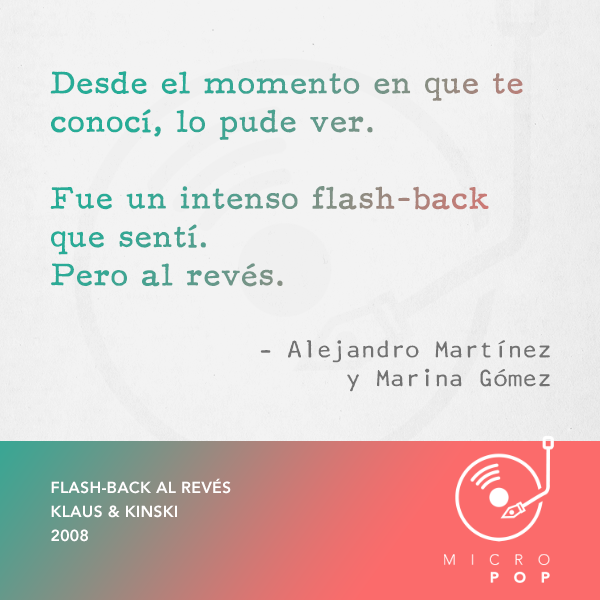 Desde el momento en que te
conocí, lo pude ver.
Fue un intenso flash-back
que sentí.
Pero al revés.
- Alejandro Martínez
y Marina Gómez
FLASH-BACK AL REVÉS
KLAUS & KINSKI
2008
MICRO
POP